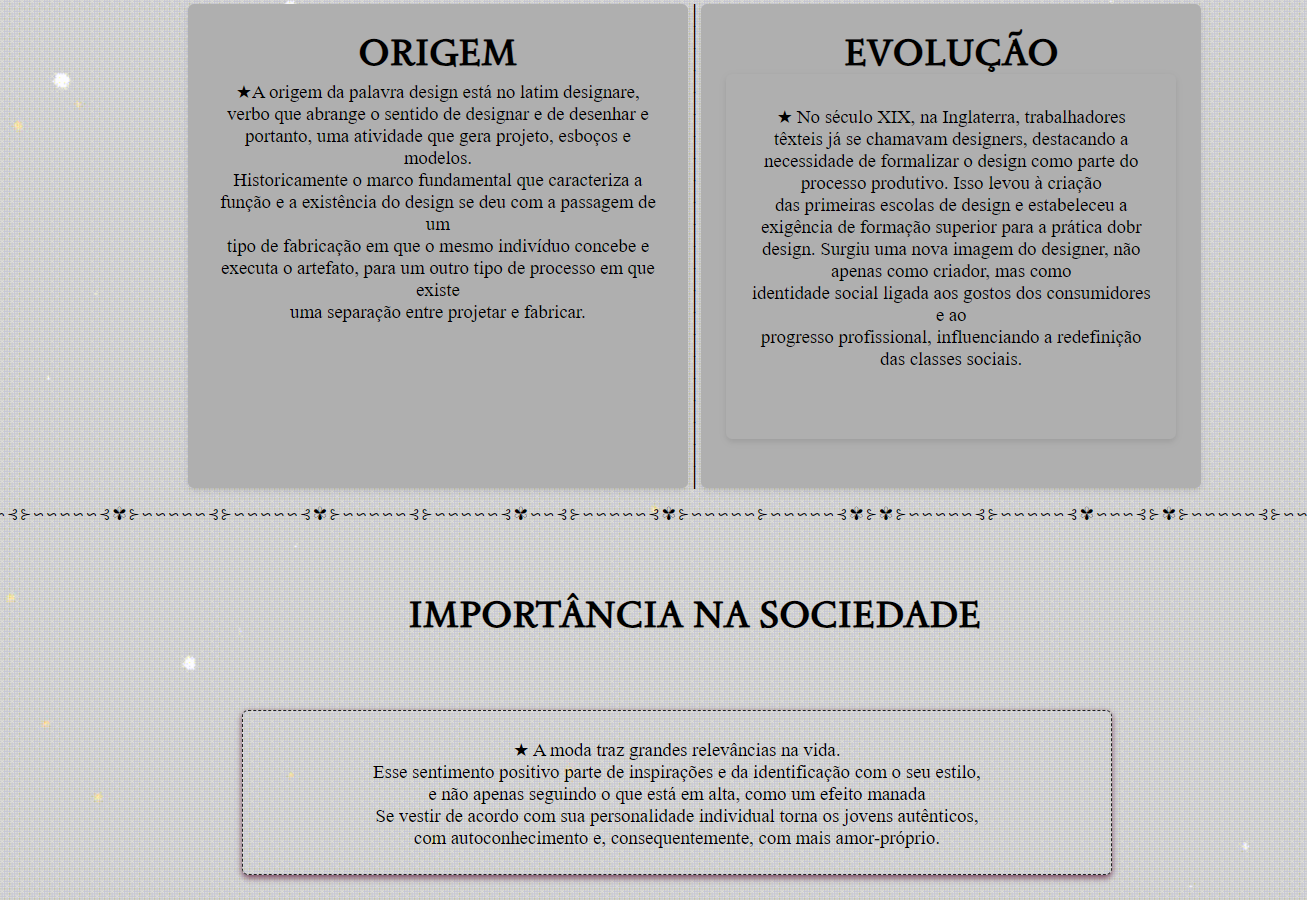 ORIGEM
★A origem da palavra design está no latim designare,
verbo que abrange o sentido de designar e de desenhar e
portanto, uma atividade que gera projeto, esboços e
modelos.
Historicamente o marco fundamental que caracteriza a
função e a existência do design se deu com a passagem de
um
tipo de fabricação em que o mesmo indivíduo concebe e
executa o artefato, para um outro tipo de processo em que
existe
uma separação entre projetar e fabricar.
EVOLUÇÃO
★ No século XIX, na Inglaterra, trabalhadores
têxteis já se chamavam designers, destacando a
necessidade de formalizar o design como parte do
processo produtivo. Isso levou à criação
das primeiras escolas de design e estabeleceu a
exigência de formação superior para a prática dobr
design. Surgiu uma nova imagem do designer, não
apenas como criador, mas como
identidade social ligada aos gostos dos consumidores
e ao
progresso profissional, influenciando a redefinição
das classes sociais.
IMPORTÂNCIA NA SOCIEDADE
★ A moda traz grandes relevâncias na vida.
Esse sentimento positivo parte de inspirações e da identificação com o seu estilo,
e não apenas seguindo o que está em alta, como um efeito manada
Se vestir de acordo com sua personalidade individual torna os jovens autênticos,
com autoconhecimento e, consequentemente, com mais amor-próprio.